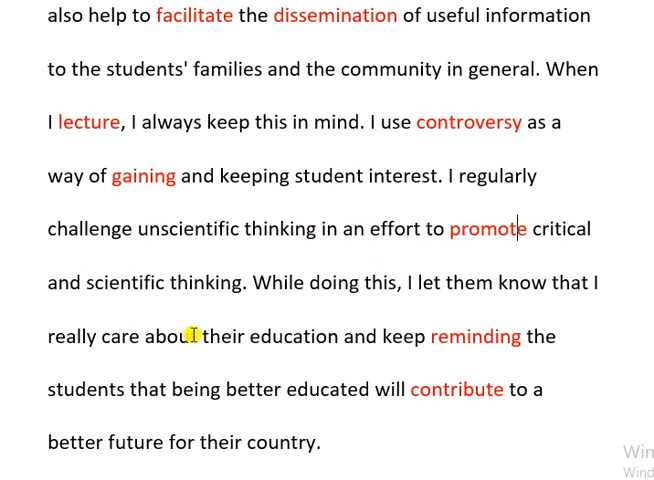 also help to facilitate the dissemination of useful information
to the students' families and the community in general. When
I lecture, I always keep this in mind. I use controversy as a
way of gaining and keeping student interest. I regularly
challenge unscientific thinking in an effort to promote critical
and scientific thinking. While doing this, I let them know that I
really care about their education and keep reminding the
students that being better educated will contribute to a
better future for their country.
Win
Wind